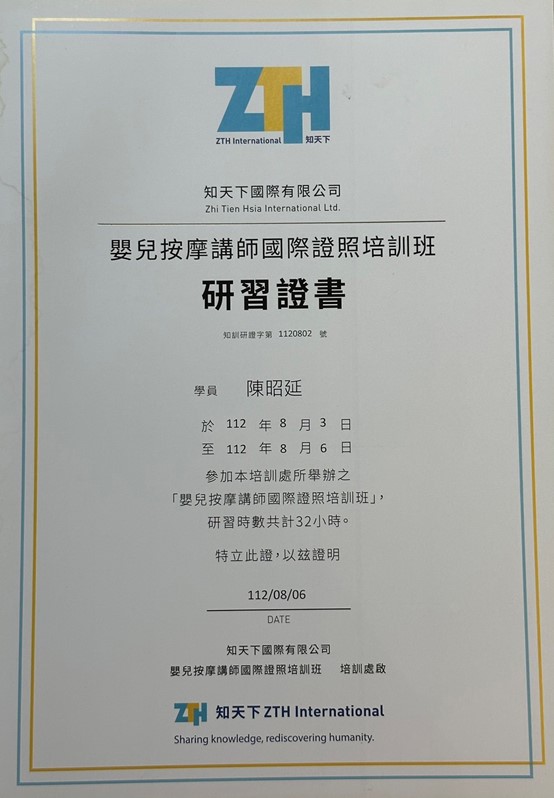 ZTH
ZTH International 知天下
知天下國際有限公司
Zhi Tien Hsia International Ltd.
嬰兒按摩講師國際證照培訓班
研習證書
知訓研證字第 1120802 號
學員 陳昭延
於 112 年 8 月 3 日
至 112 年 8 月 6 日
參加本培訓處所舉辦之
「嬰兒按摩講師國際證照培訓班」,
研習時數共計32小時。
特立此證,以茲證明
112/08/06
DATE
知天下國際有限公司
嬰兒按摩講師國際證照培訓班 培訓處啟
ZTH 知天下 ZTH International
Sharing knowledge, rediscovering humanity.